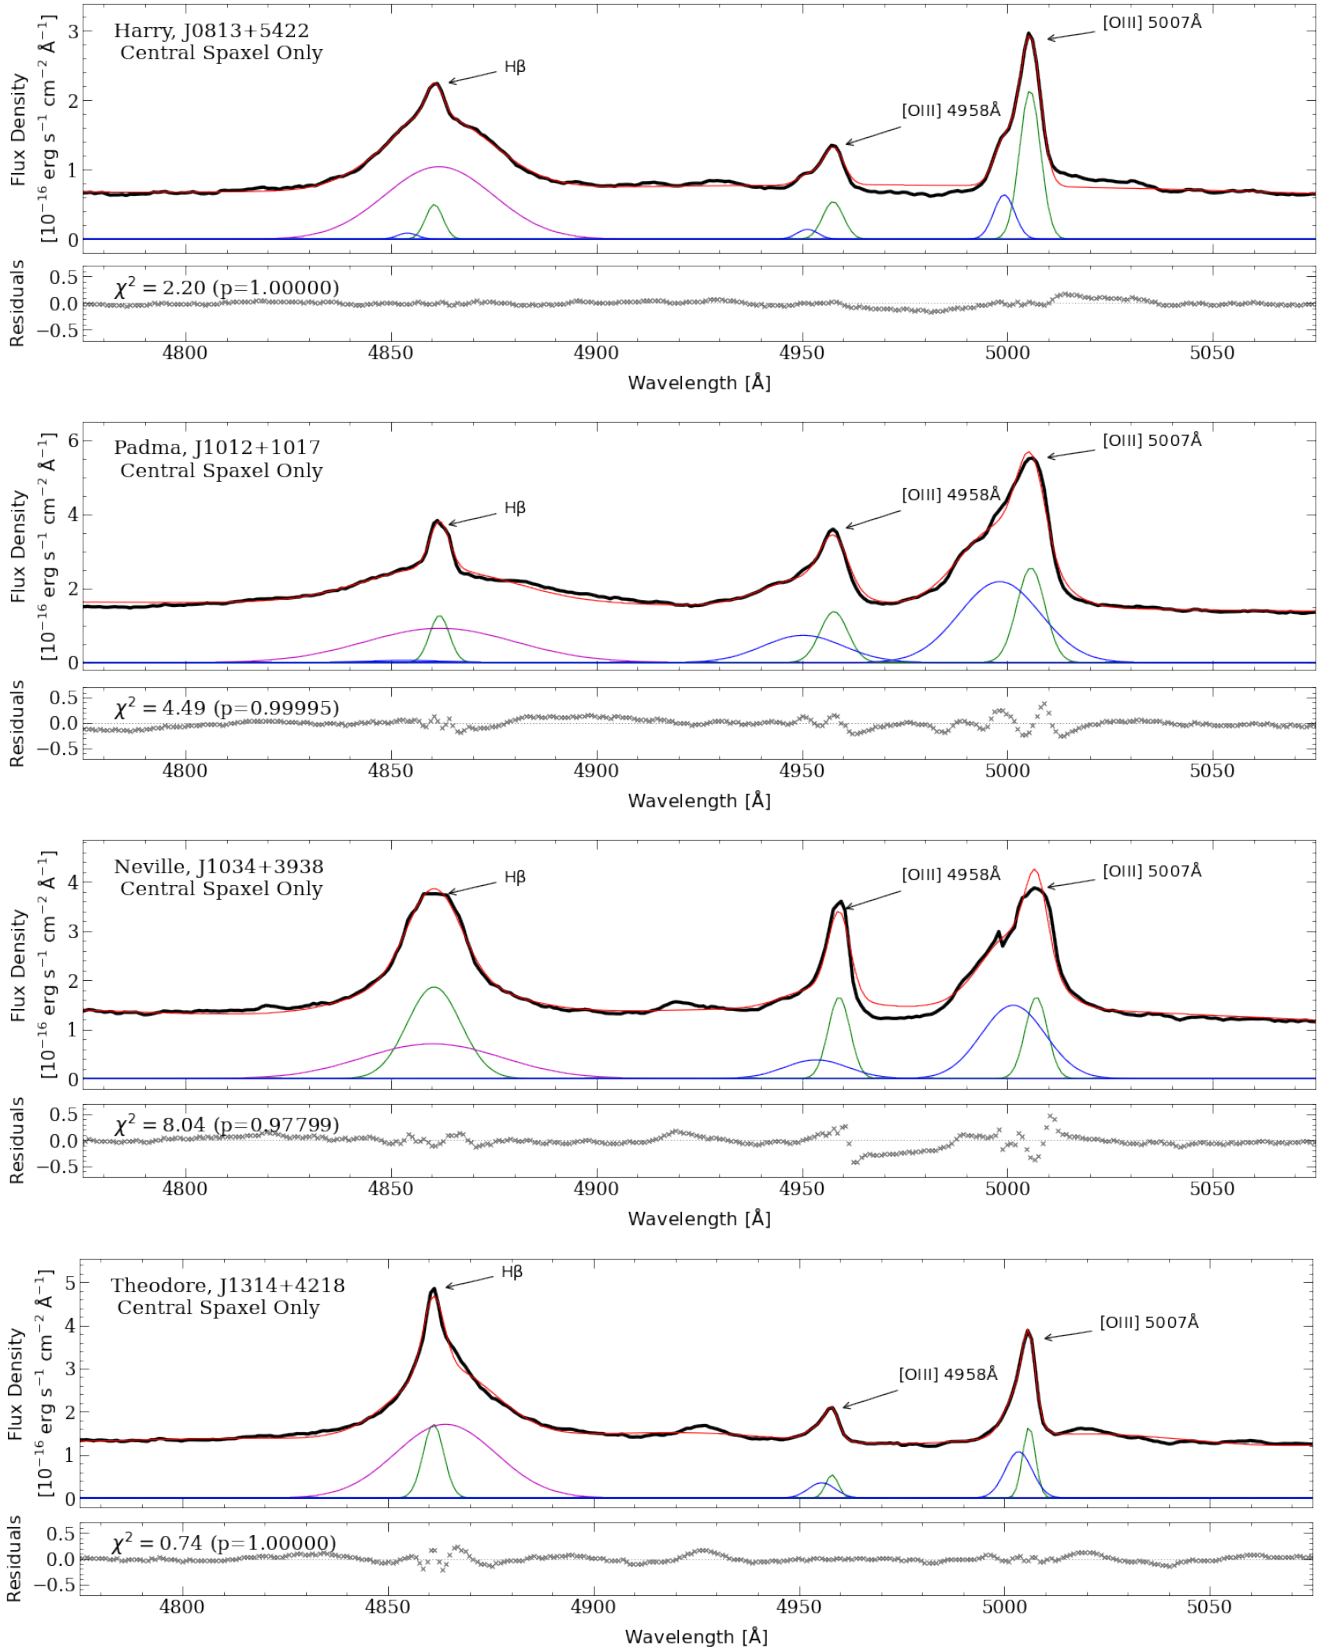 Harry, J0813+5422
Central Spaxel Only
Hβ
[OIII] 4958Å
[OIII] 5007Å
Flux Density
[10⁻¹⁶ erg s⁻¹ cm⁻² Å⁻¹]
3
2
1
0
χ² = 2.20 (p=1.00000)
Residuals
0.5
0.0
−0.5
4800 4850 4900 4950 5000 5050
Wavelength [Å]
Padma, J1012+1017
Central Spaxel Only
Hβ
[OIII] 4958Å
[OIII] 5007Å
Flux Density
[10⁻¹⁶ erg s⁻¹ cm⁻² Å⁻¹]
6
4
2
0
χ² = 4.49 (p=0.99995)
Residuals
0.5
0.0
−0.5
4800 4850 4900 4950 5000 5050
Wavelength [Å]
Neville, J1034+3938
Central Spaxel Only
Hβ
[OIII] 4958Å
[OIII] 5007Å
Flux Density
[10⁻¹⁶ erg s⁻¹ cm⁻² Å⁻¹]
4
3
2
1
0
χ² = 8.04 (p=0.97799)
Residuals
0.5
0.0
−0.5
4800 4850 4900 4950 5000 5050
Wavelength [Å]
Theodore, J1314+4218
Central Spaxel Only
Hβ
[OIII] 4958Å
[OIII] 5007Å
Flux Density
[10⁻¹⁶ erg s⁻¹ cm⁻² Å⁻¹]
5
4
3
2
1
0
χ² = 0.74 (p=1.00000)
Residuals
0.5
0.0
−0.5
4800 4850 4900 4950 5000 5050
Wavelength [Å]